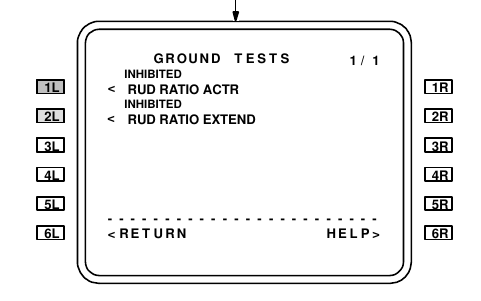 GROUND TESTS 1 / 1
INHIBITED
1L < RUD RATIO ACTR 1R
INHIBITED
2L < RUD RATIO EXTEND 2R
3L 3R
4L 4R
5L 5R
- - - - - - - - - - - - - - - - - - - - - - - -
6L <RETURN HELP> 6R